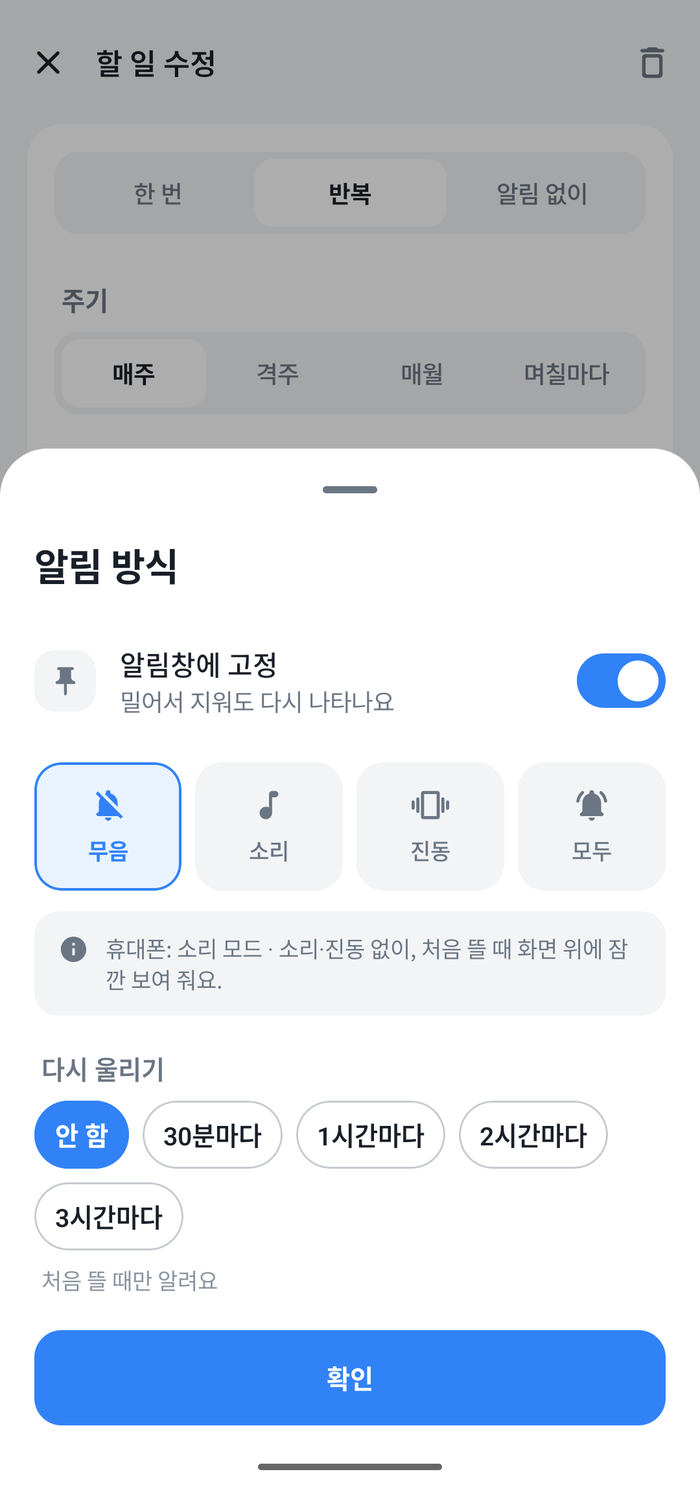 할 일 수정
한 번 반복 알림 없이
주기
매주 격주 매월 며칠마다
알림 방식
알림창에 고정
밀어서 지워도 다시 나타나요
무음 소리 진동 모두
휴대폰: 소리 모드 · 소리·진동 없이, 처음 뜰 때 화면 위에 잠
깐 보여 줘요.
다시 울리기
안 함 30분마다 1시간마다 2시간마다
3시간마다
처음 뜰 때만 알려요
확인